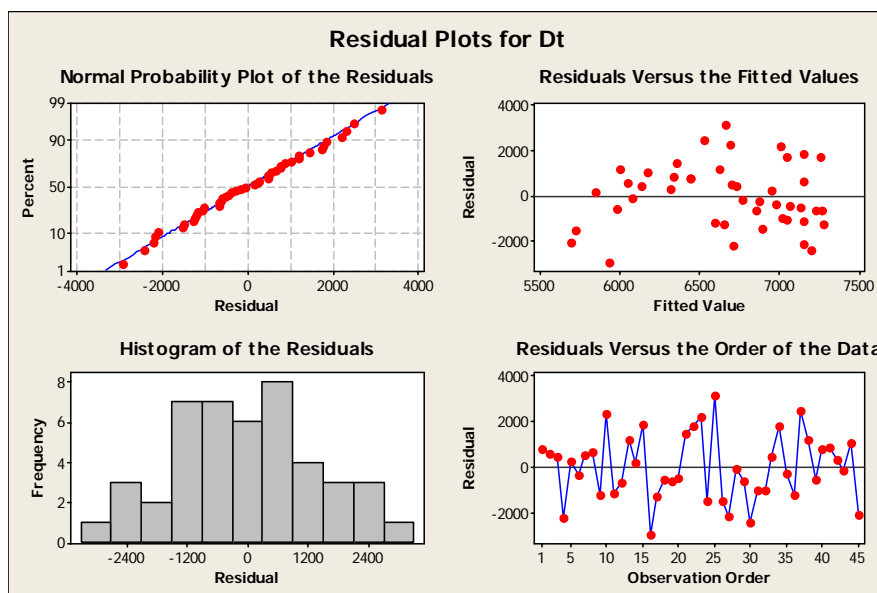 Residual Plots for Dt
Normal Probability Plot of the Residuals
99
90
50
10
1
Percent
-4000 -2000 0 2000 4000
Residual
Residuals Versus the Fitted Values
4000
2000
0
-2000
Residual
5500 6000 6500 7000 7500
Fitted Value
Histogram of the Residuals
8
6
4
2
0
Frequency
-2400 -1200 0 1200 2400
Residual
Residuals Versus the Order of the Data
4000
2000
0
-2000
Residual
1 5 10 15 20 25 30 35 40 45
Observation Order